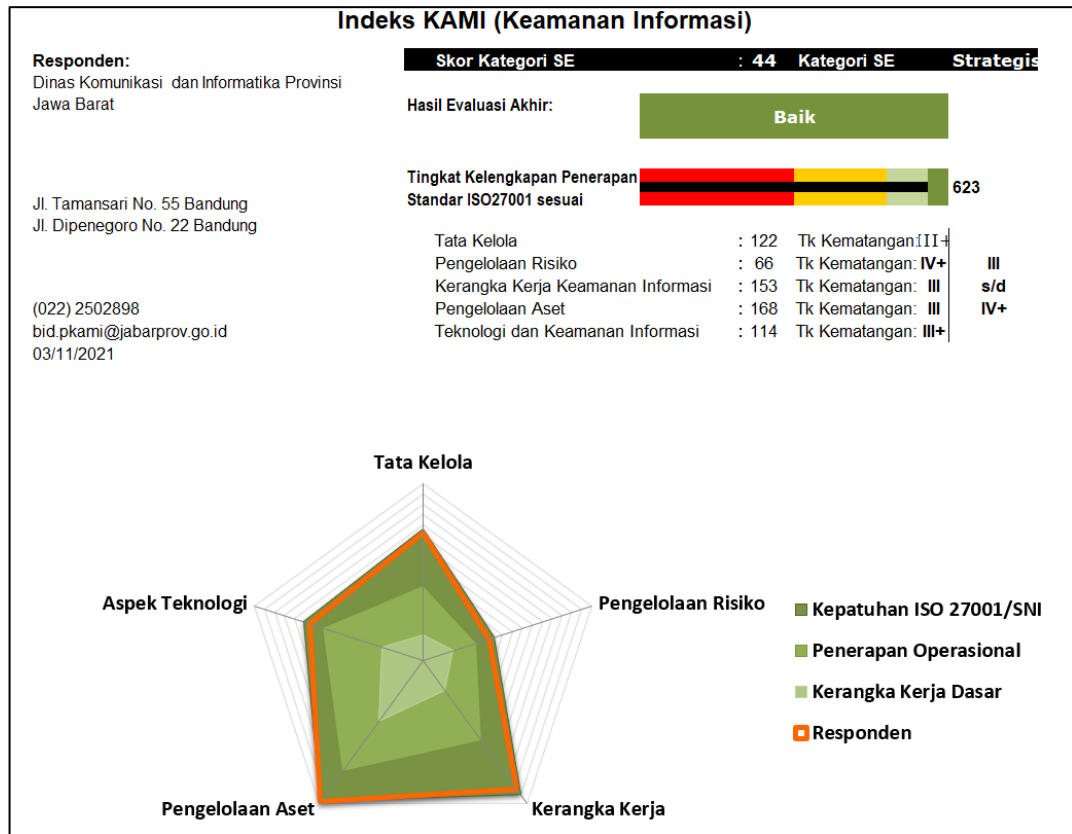 Indeks KAMI (Keamanan Informasi)
Responden:
Dinas Komunikasi dan Informatika Provinsi
Jawa Barat
Jl. Tamansari No. 55 Bandung
Jl. Dipenegoro No. 22 Bandung
(022) 2502898
bid.pkami@jabarprov.go.id
03/11/2021
Skor Kategori SE : 44 Kategori SE Strategis
Hasil Evaluasi Akhir: Baik
Tingkat Kelengkapan Penerapan
Standar ISO27001 sesuai 623
Tata Kelola : 122 Tk Kematangan: III+
Pengelolaan Risiko : 66 Tk Kematangan: IV+ III
Kerangka Kerja Keamanan Informasi : 153 Tk Kematangan: III s/d
Pengelolaan Aset : 168 Tk Kematangan: III IV+
Teknologi dan Keamanan Informasi : 114 Tk Kematangan: III+
Tata Kelola
Aspek Teknologi
Pengelolaan Risiko
Pengelolaan Aset
Kerangka Kerja
Kepatuhan ISO 27001/SNI
Penerapan Operasional
Kerangka Kerja Dasar
Responden